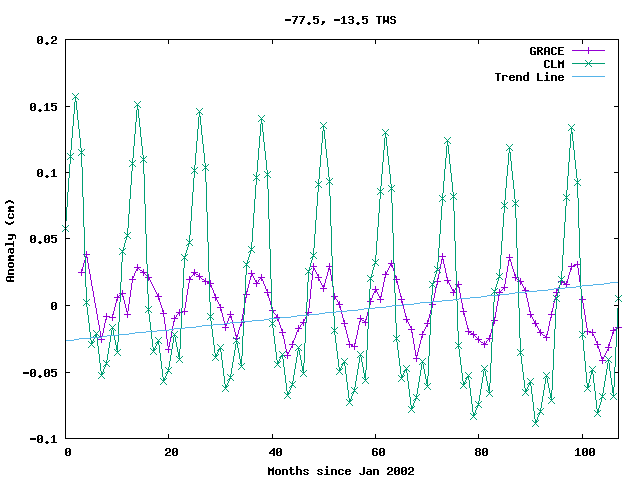 -77.5, -13.5 TWS
GRACE
CLM
Trend Line
0.2
0.15
0.1
0.05
0
-0.05
-0.1
Anomaly (cm)
0 20 40 60 80 100
Months since Jan 2002